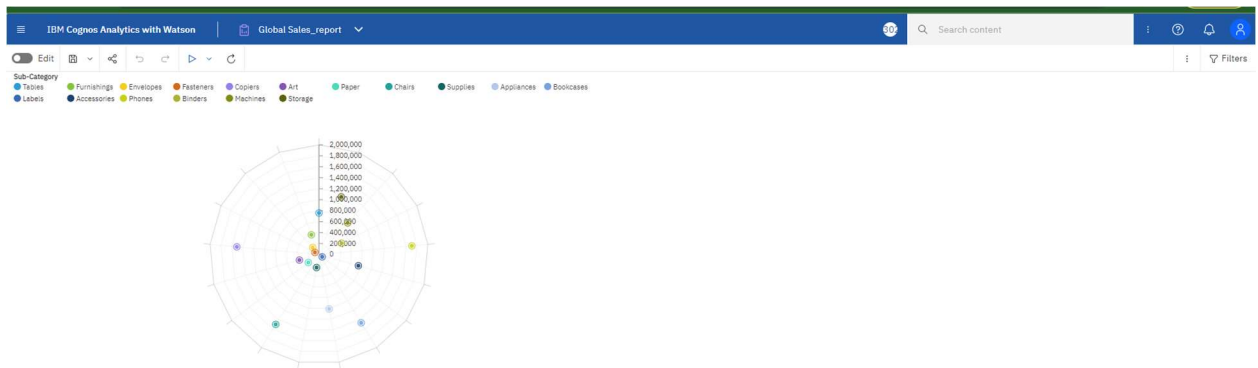 IBM Cognos Analytics with Watson
Global Sales_report
302
Search content
Edit
Filters
Sub-Category
Tables Furnishings Envelopes Fasteners Copiers Art Paper Chairs Supplies Appliances Bookcases
Labels Accessories Phones Binders Machines Storage
2,000,000
1,800,000
1,600,000
1,400,000
1,200,000
1,000,000
800,000
600,000
400,000
200,000
0